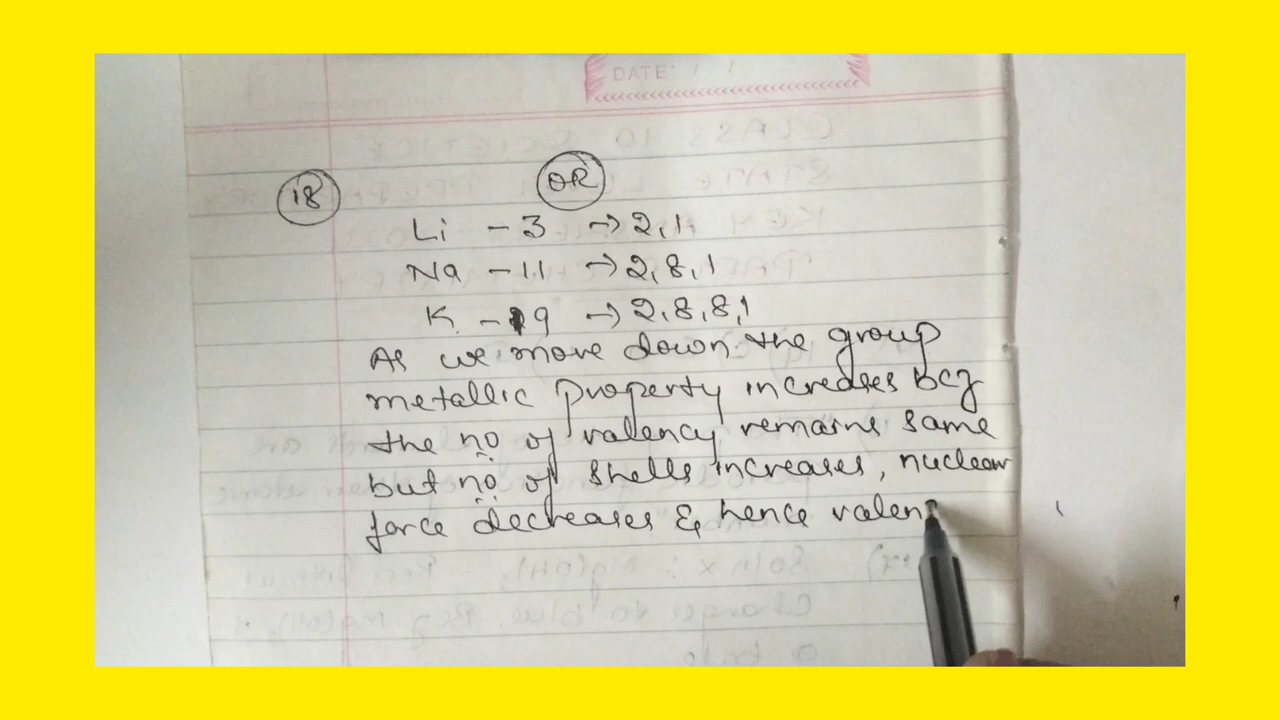 DATE:
18
OR
Li - 3 → 2,1
Na - 11 → 2,8,1
K - 19 → 2,8,8,1
As we move down the group
metallic property increases bcz
the no of valency remains same
but no of shells increases, nuclear
force decreases & hence valen